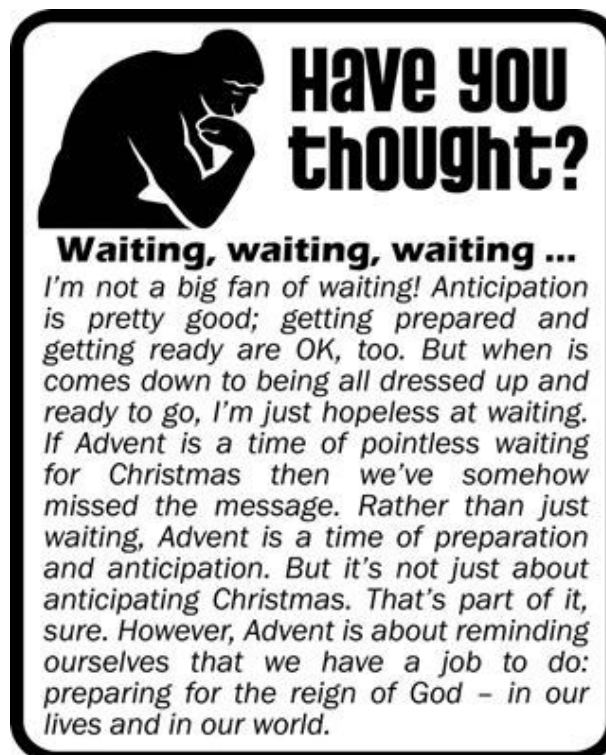 Have you
thought?
Waiting, waiting, waiting ...
I'm not a big fan of waiting! Anticipation
is pretty good; getting prepared and
getting ready are OK, too. But when is
comes down to being all dressed up and
ready to go, I'm just hopeless at waiting.
If Advent is a time of pointless waiting
for Christmas then we've somehow
missed the message. Rather than just
waiting, Advent is a time of preparation
and anticipation. But it's not just about
anticipating Christmas. That's part of it,
sure. However, Advent is about reminding
ourselves that we have a job to do:
preparing for the reign of God – in our
lives and in our world.